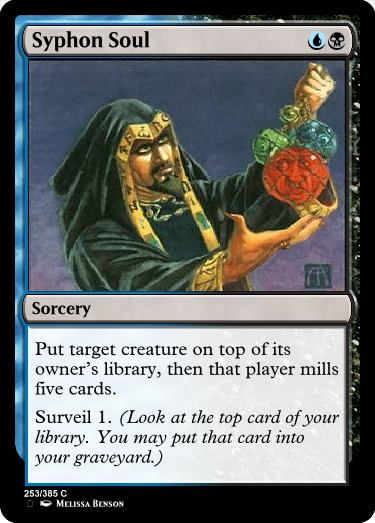 Syphon Soul
Sorcery
Put target creature on top of its
owner's library, then that player mills
five cards.
Surveil 1. (Look at the top card of your
library. You may put that card into
your graveyard.)
253/385 C
Melissa Benson